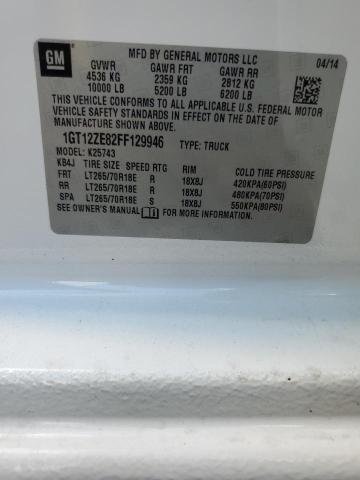 GM
MFD BY GENERAL MOTORS LLC
04/14
GVWR GAWR FRT GAWR RR
4536 KG 2359 KG 2812 KG
10000 LB 5200 LB 6200 LB
THIS VEHICLE CONFORMS TO ALL APPLICABLE U.S. FEDERAL MOTOR
VEHICLE SAFETY STANDARDS IN EFFECT ON THE DATE OF
MANUFACTURE SHOWN ABOVE.
1GT12ZE82FF129946 TYPE: TRUCK
MODEL: K25743
KB4J TIRE SIZE SPEED RTG RIM COLD TIRE PRESSURE
FRT LT265/70R18E R 18X8J 420KPA(60PSI)
RR LT265/70R18E R 18X8J 480KPA(70PSI)
SPA LT265/70R18E S 18X8J 550KPA(80PSI)
SEE OWNER'S MANUAL FOR MORE INFORMATION.